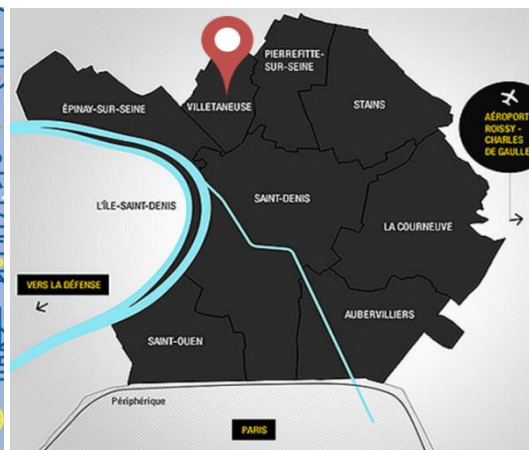 PIERREFITTE-
SUR-SEINE
ÉPINAY-SUR-SEINE
VILLETANEUSE
STAINS
AÉROPORT
ROISSY -
CHARLES
DE GAULLE
L'ÎLE-SAINT-DENIS
SAINT-DENIS
LA COURNEUVE
VERS LA DÉFENSE
AUBERVILLIERS
SAINT-OUEN
Périphérique
PARIS